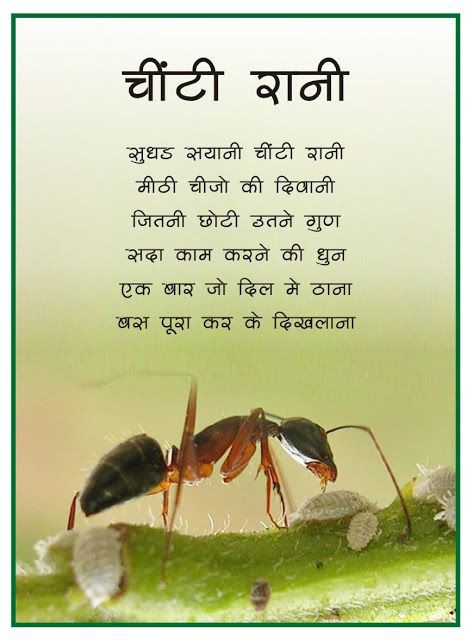 चींटी रानी
सुघड सयानी चींटी रानी
मीठी चीजो की दिवानी
जितनी छोटी उतने गुण
सदा काम करने की धुन
एक बार जो दिल मे ठाना
बस पूरा कर के दिखलाना